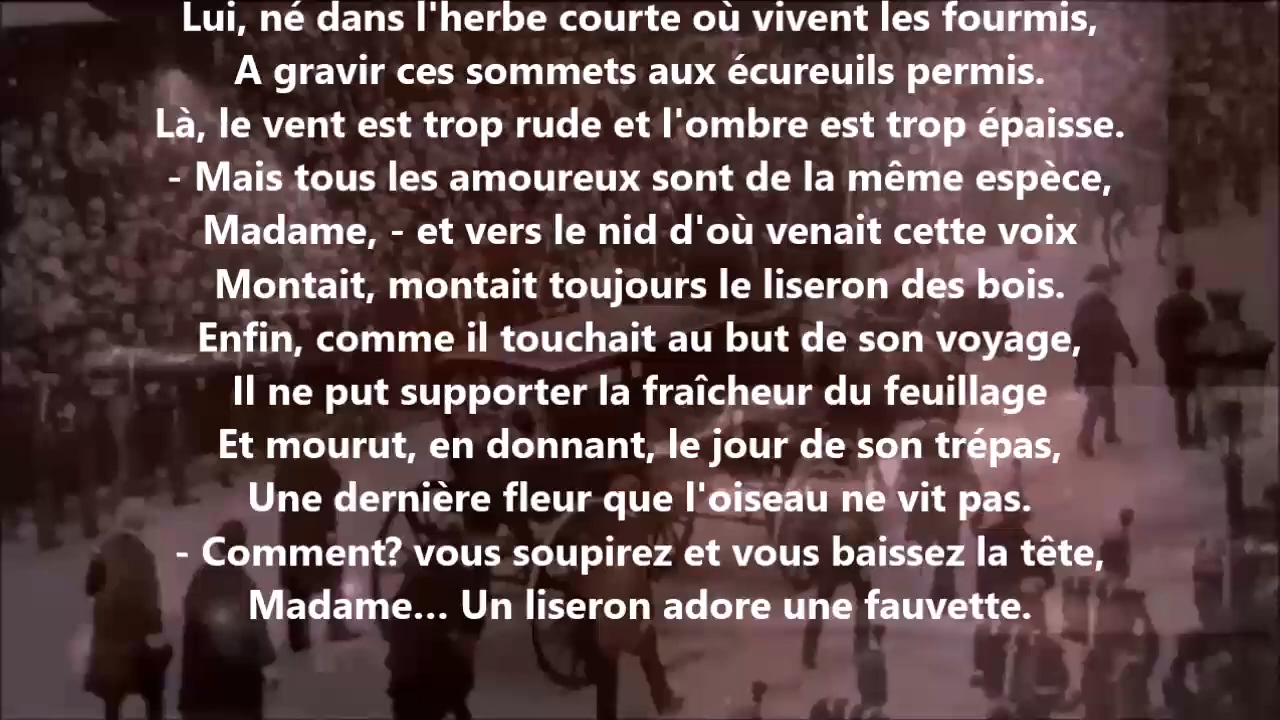 Lui, né dans l'herbe courte où vivent les fourmis,
A gravir ces sommets aux écureuils permis.
Là, le vent est trop rude et l'ombre est trop épaisse.
- Mais tous les amoureux sont de la même espèce,
Madame, - et vers le nid d'où venait cette voix
Montait, montait toujours le liseron des bois.
Enfin, comme il touchait au but de son voyage,
Il ne put supporter la fraîcheur du feuillage
Et mourut, en donnant, le jour de son trépas,
Une dernière fleur que l'oiseau ne vit pas.
- Comment? vous soupirez et vous baissez la tête,
Madame... Un liseron adore une fauvette.